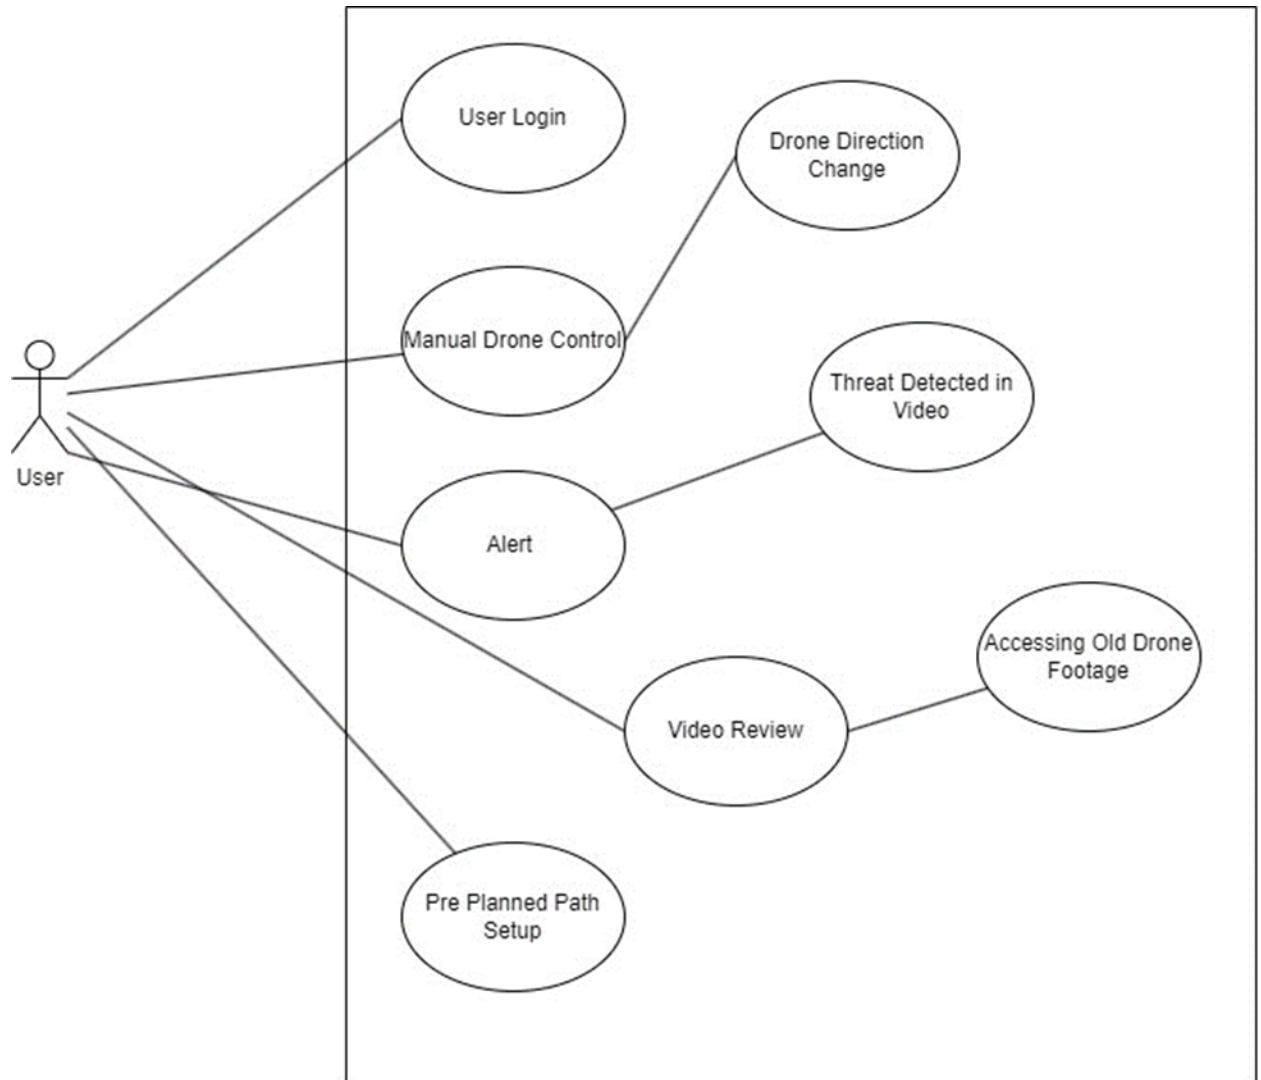 User Login
Drone Direction
Change
Manual Drone Control
Threat Detected in
Video
User
Alert
Accessing Old Drone
Footage
Video Review
Pre Planned Path
Setup